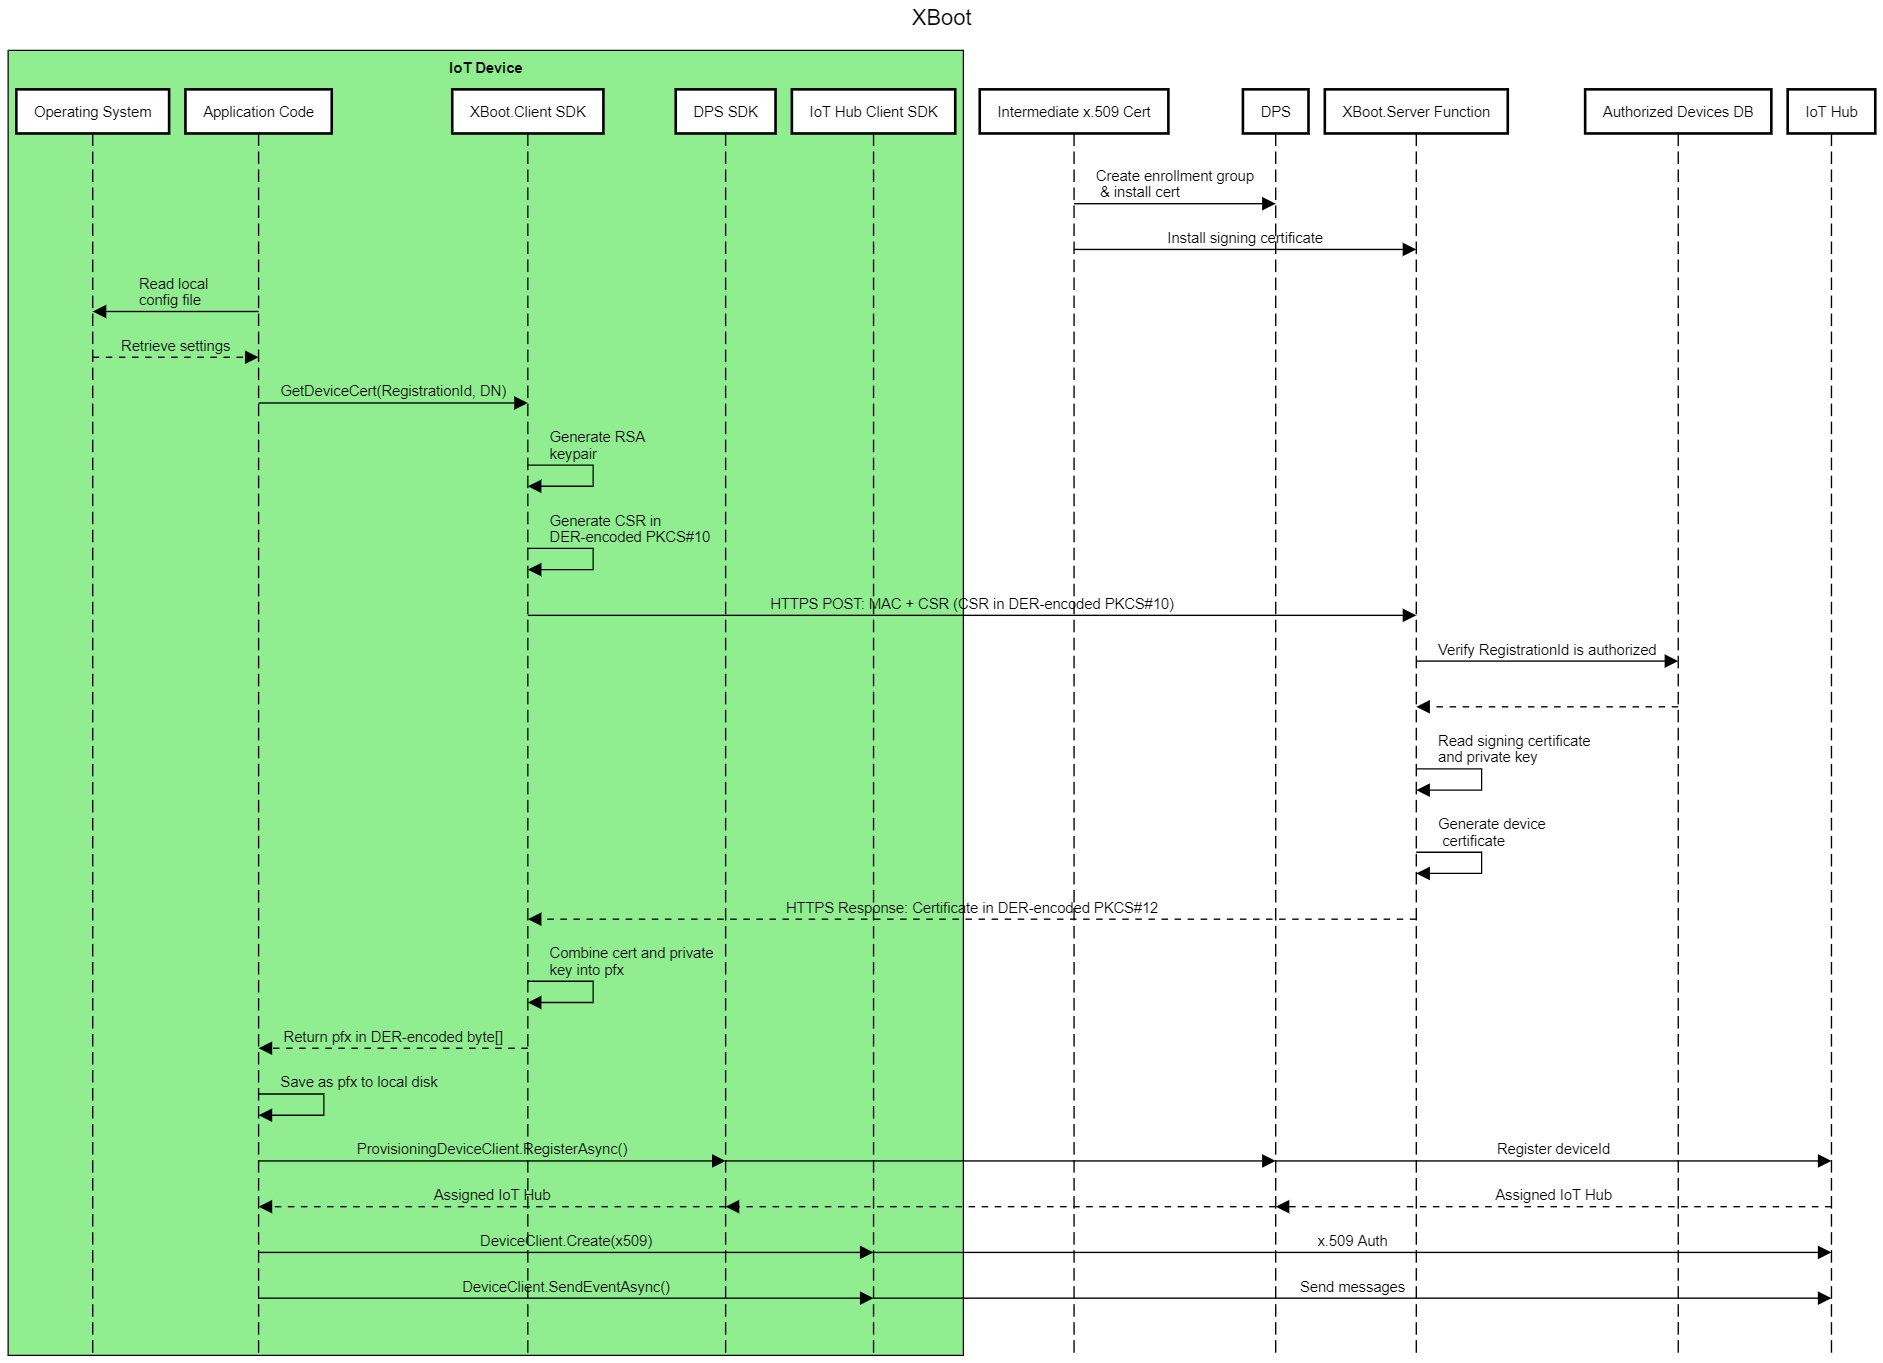 XBoot
IoT Device
Operating System
Application Code
XBoot.Client SDK
DPS SDK
IoT Hub Client SDK
Intermediate x.509 Cert
DPS
XBoot.Server Function
Authorized Devices DB
IoT Hub
Create enrollment group
& install cert
Install signing certificate
Read local
config file
Retrieve settings
GetDeviceCert(RegistrationId, DN)
Generate RSA
keypair
Generate CSR in
DER-encoded PKCS#10
HTTPS POST: MAC + CSR (CSR in DER-encoded PKCS#10)
Verify RegistrationId is authorized
Read signing certificate
and private key
Generate device
certificate
HTTPS Response: Certificate in DER-encoded PKCS#12
Combine cert and private
key into pfx
Return pfx in DER-encoded byte[]
Save as pfx to local disk
ProvisioningDeviceClient.RegisterAsync()
Register deviceId
Assigned IoT Hub
Assigned IoT Hub
DeviceClient.Create(x509)
x.509 Auth
DeviceClient.SendEventAsync()
Send messages